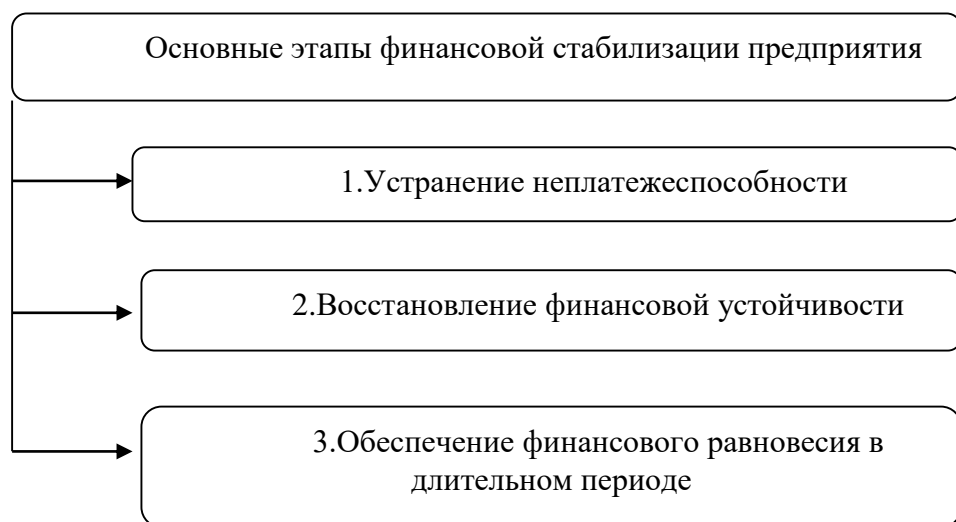 Основные этапы финансовой стабилизации предприятия
1.Устранение неплатежеспособности
2.Восстановление финансовой устойчивости
3.Обеспечение финансового равновесия в
длительном периоде